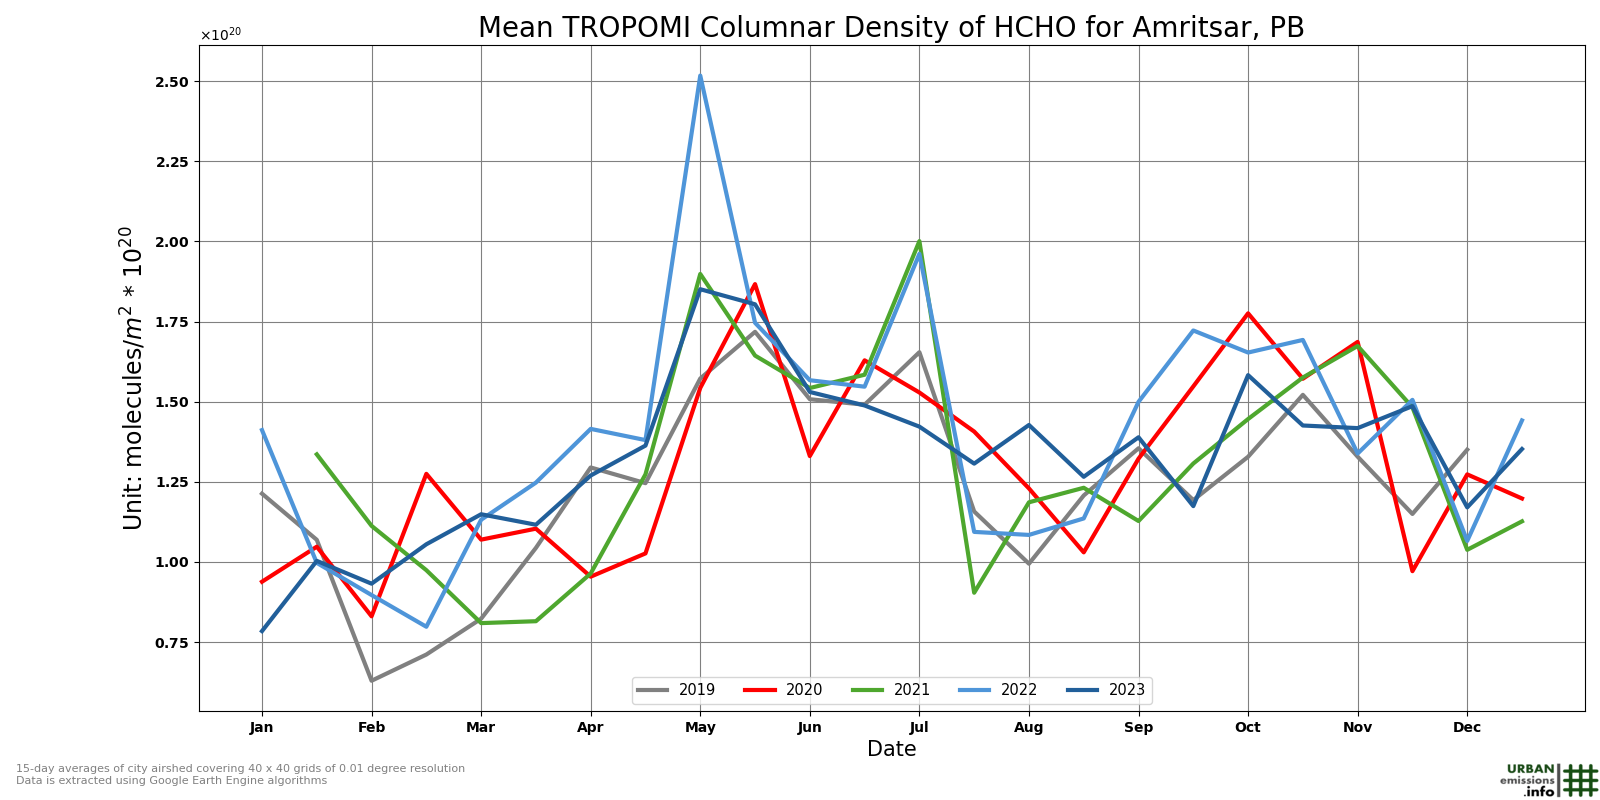 Mean TROPOMI Columnar Density of HCHO for Amritsar, PB
×10²⁰
2.50
2.25
2.00
1.75
1.50
1.25
1.00
0.75
Unit: molecules/m² * 10²⁰
2019 2020 2021 2022 2023
Jan Feb Mar Apr May Jun Jul Aug Sep Oct Nov Dec
Date
15-day averages of city airshed covering 40 x 40 grids of 0.01 degree resolution
Data is extracted using Google Earth Engine algorithms
URBAN
emissions
.info